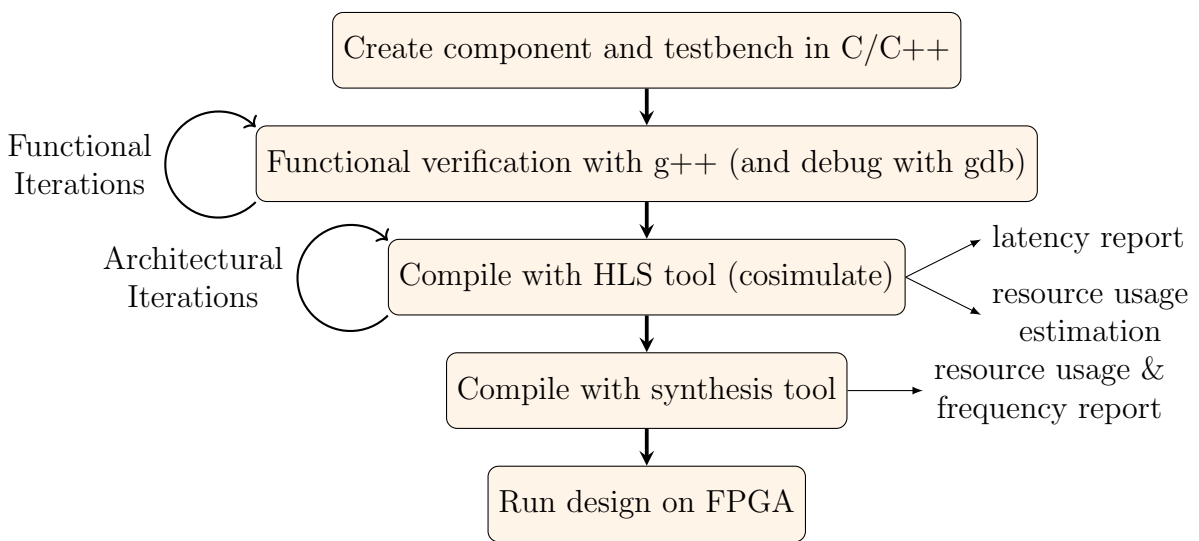 Create component and testbench in C/C++
Functional
Iterations
Functional verification with g++ (and debug with gdb)
Architectural
Iterations
Compile with HLS tool (cosimulate)
latency report
resource usage
estimation
Compile with synthesis tool
resource usage &
frequency report
Run design on FPGA